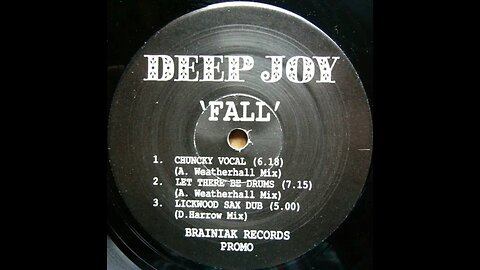 DEEP JOY
'FALL'
1. CHUNCKY VOCAL (6.18)
(A. Weatherhall Mix)
2. LET THERE BE DRUMS (7.15)
(A. Weatherhall Mix)
3. LICKWOOD SAX DUB (5.00)
(D.Harrow Mix)
BRAINIAK RECORDS
PROMO